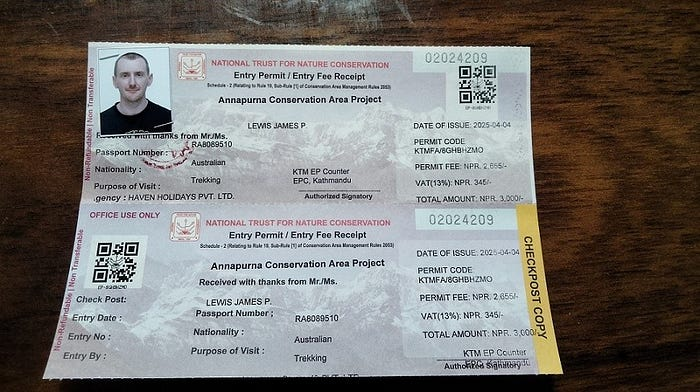 02024209
NATIONAL TRUST FOR NATURE CONSERVATION
Entry Permit / Entry Fee Receipt
Schedule - 2 (Relating to Rule 19, Sub-Rule [1] of Conservation Area Management Rules 2053)
Annapurna Conservation Area Project
Non-Refundable / Non Transferable
LEWIS JAMES P
DATE OF ISSUE: 2025-04-04
Received with thanks from Mr./Ms.
PERMIT CODE
Passport Number : RA8089510
KTMFA/8GHBHZMO
Nationality : Australian
PERMIT FEE: NPR. 2,655/-
KTM EP Counter
Purpose of Visit : Trekking
EPC, Kathmandu
VAT(13%): NPR. 345/-
gency : HAVEN HOLIDAYS PVT. LTD.
Authorized Signatory
TOTAL AMOUNT: NPR. 3,000/-
OFFICE USE ONLY
02024209
NATIONAL TRUST FOR NATURE CONSERVATION
Entry Permit / Entry Fee Receipt
Schedule - 2 (Relating to Rule 19, Sub-Rule [1] of Conservation Area Management Rules 2053)
Annapurna Conservation Area Project
Non-Refundable / Non Transferable
DATE OF ISSUE: 2025-04-04
Received with thanks from Mr./Ms.
PERMIT CODE
KTMFA/8GHBHZMO
Check Post:
LEWIS JAMES P.
PERMIT FEE: NPR. 2,655/-
Entry Date :
Passport Number ; RA8089510
VAT(13%): NPR. 345/-
Entry No :
Nationality : Australian
TOTAL AMOUNT: NPR. 3,000/
Entry By :
Purpose of Visit : Trekking
KTM EP Counter
EPC, Kathmandu
Authorized Signatory
CHECKPOST COPY